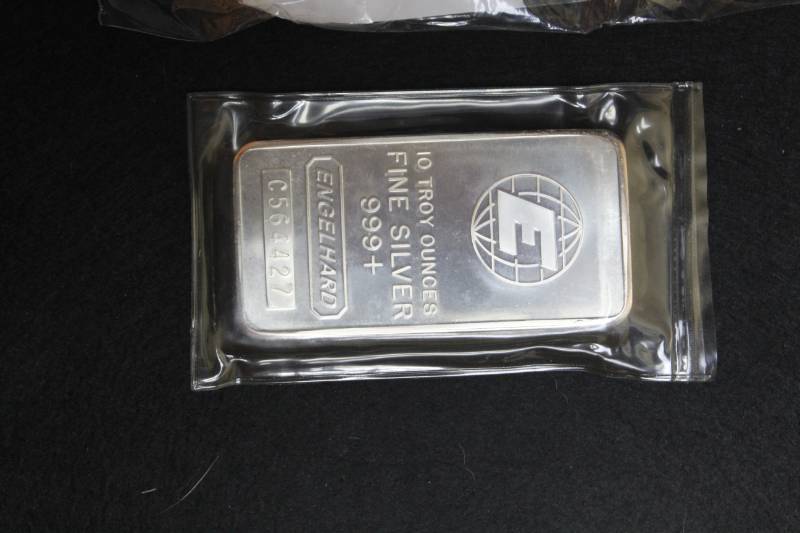 E
10 TROY OUNCES
FINE SILVER
999+
ENGELHARD
C564427